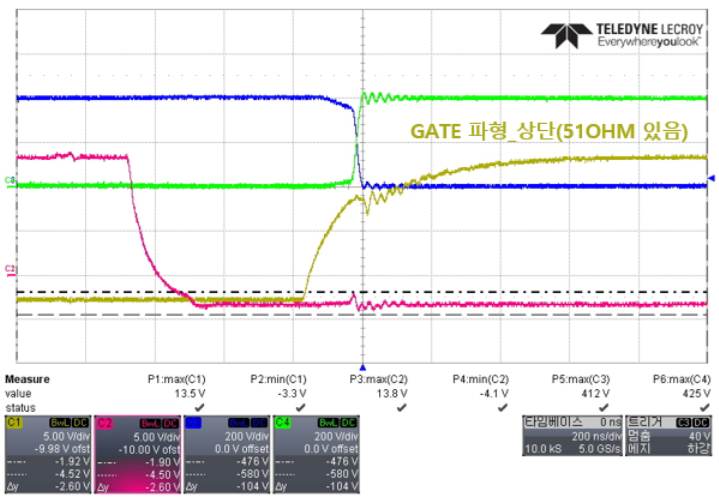 TELEDYNE LECROY
Everywhereyoulook™
GATE 파형_상단(51OHM 있음)
C3
C2
Measure P1:max(C1) P2:min(C1) P3:max(C2) P4:min(C2) P5:max(C3) P6:max(C4)
value 13.5 V -3.3 V 13.8 V -4.1 V 412 V 425 V
status
C1 BwL DC C2 BwL DC BwL DC C4 BwL DC 타임베이스 0 ns 트리거 C3 DC
5.00 V/div 5.00 V/div 200 V/div 200 V/div 200 ns/div 멈춤 40 V
-9.98 V ofst -10.00 V ofst 0.0 V offset 0.0 V ofst 10.0 kS 5.0 GS/s 에지 하강
-1.92 V -1.90 V -476 V -476 V
-4.52 V -4.50 V -580 V -580 V
Δy -2.60 V Δy -2.60 V Δy -104 V Δy -104 V